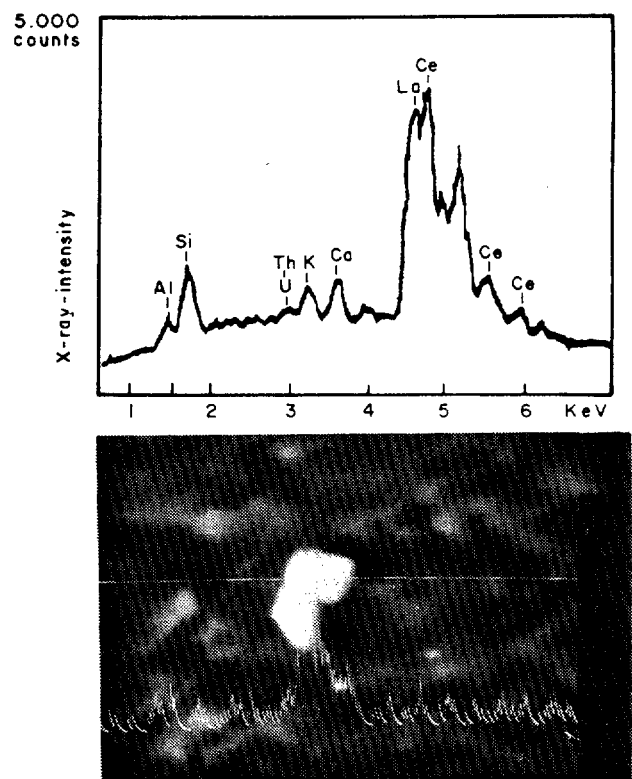 5.000
counts
Ce
La
Si
Th K Ca
Al U
Ce
Ce
X-ray-intensity
1 2 3 4 5 6 KeV